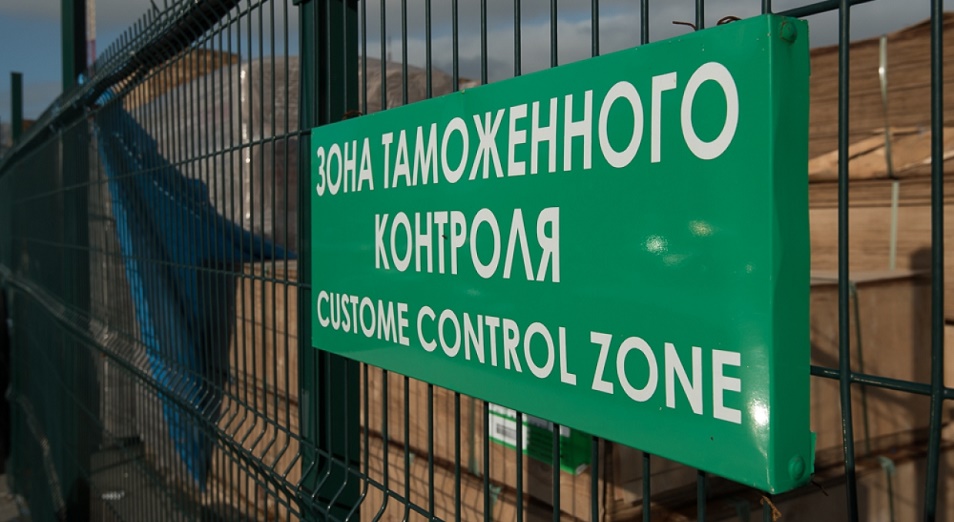 ЗОНА ТАМОЖЕННОГО
КОНТРОЛЯ
CUSTOME CONTROL ZONE